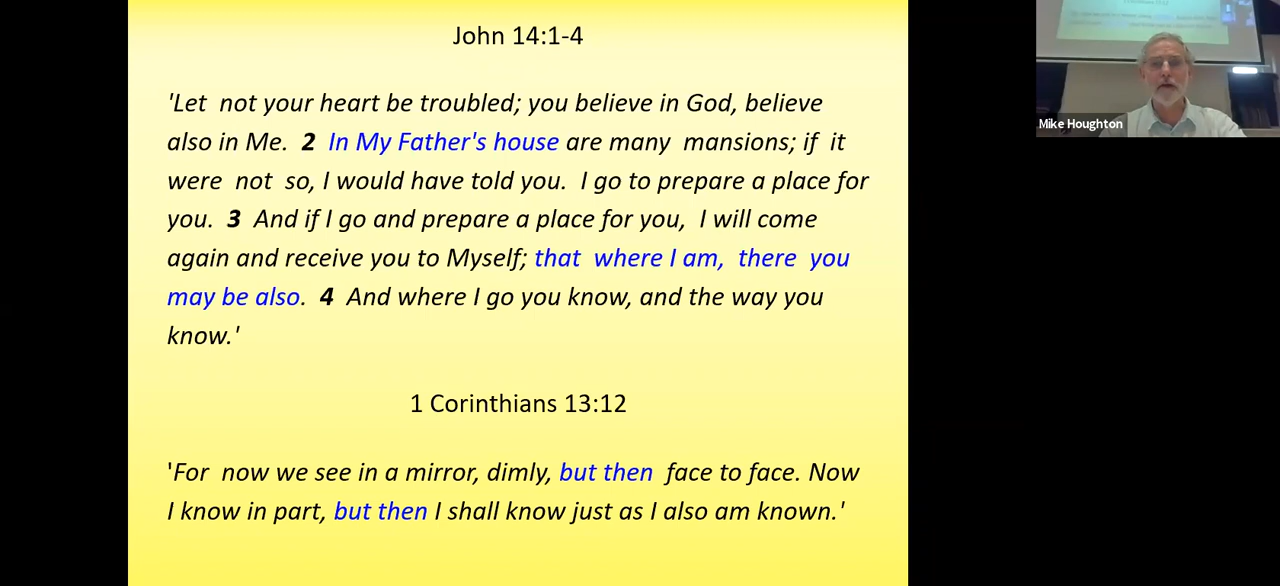 John 14:1-4
'Let not your heart be troubled; you believe in God, believe
also in Me. 2 In My Father's house are many mansions; if it
were not so, I would have told you. I go to prepare a place for
you. 3 And if I go and prepare a place for you, I will come
again and receive you to Myself; that where I am, there you
may be also. 4 And where I go you know, and the way you
know.'
1 Corinthians 13:12
'For now we see in a mirror, dimly, but then face to face. Now
I know in part, but then I shall know just as I also am known.'
Mike Houghton